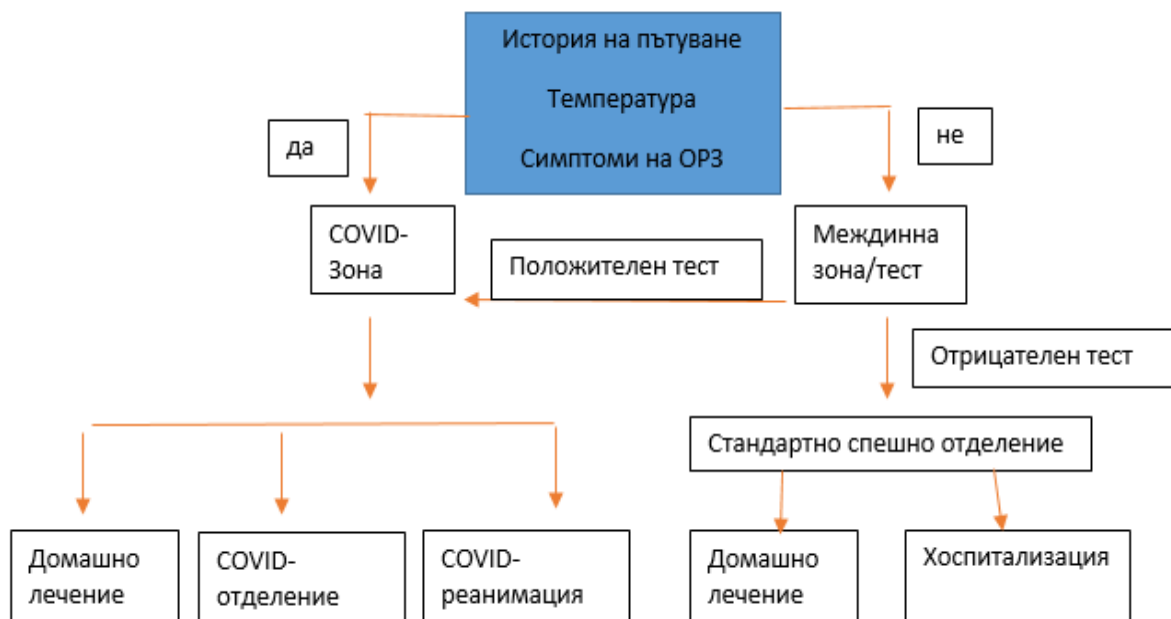 История на пътуване
Температура
Симптоми на ОРЗ
да
не
COVID-
Зона
Положителен тест
Междинна
зона/тест
Отрицателен тест
Стандартно спешно отделение
Домашно
лечение
COVID-
отделение
COVID-
реанимация
Домашно
лечение
Хоспитализация